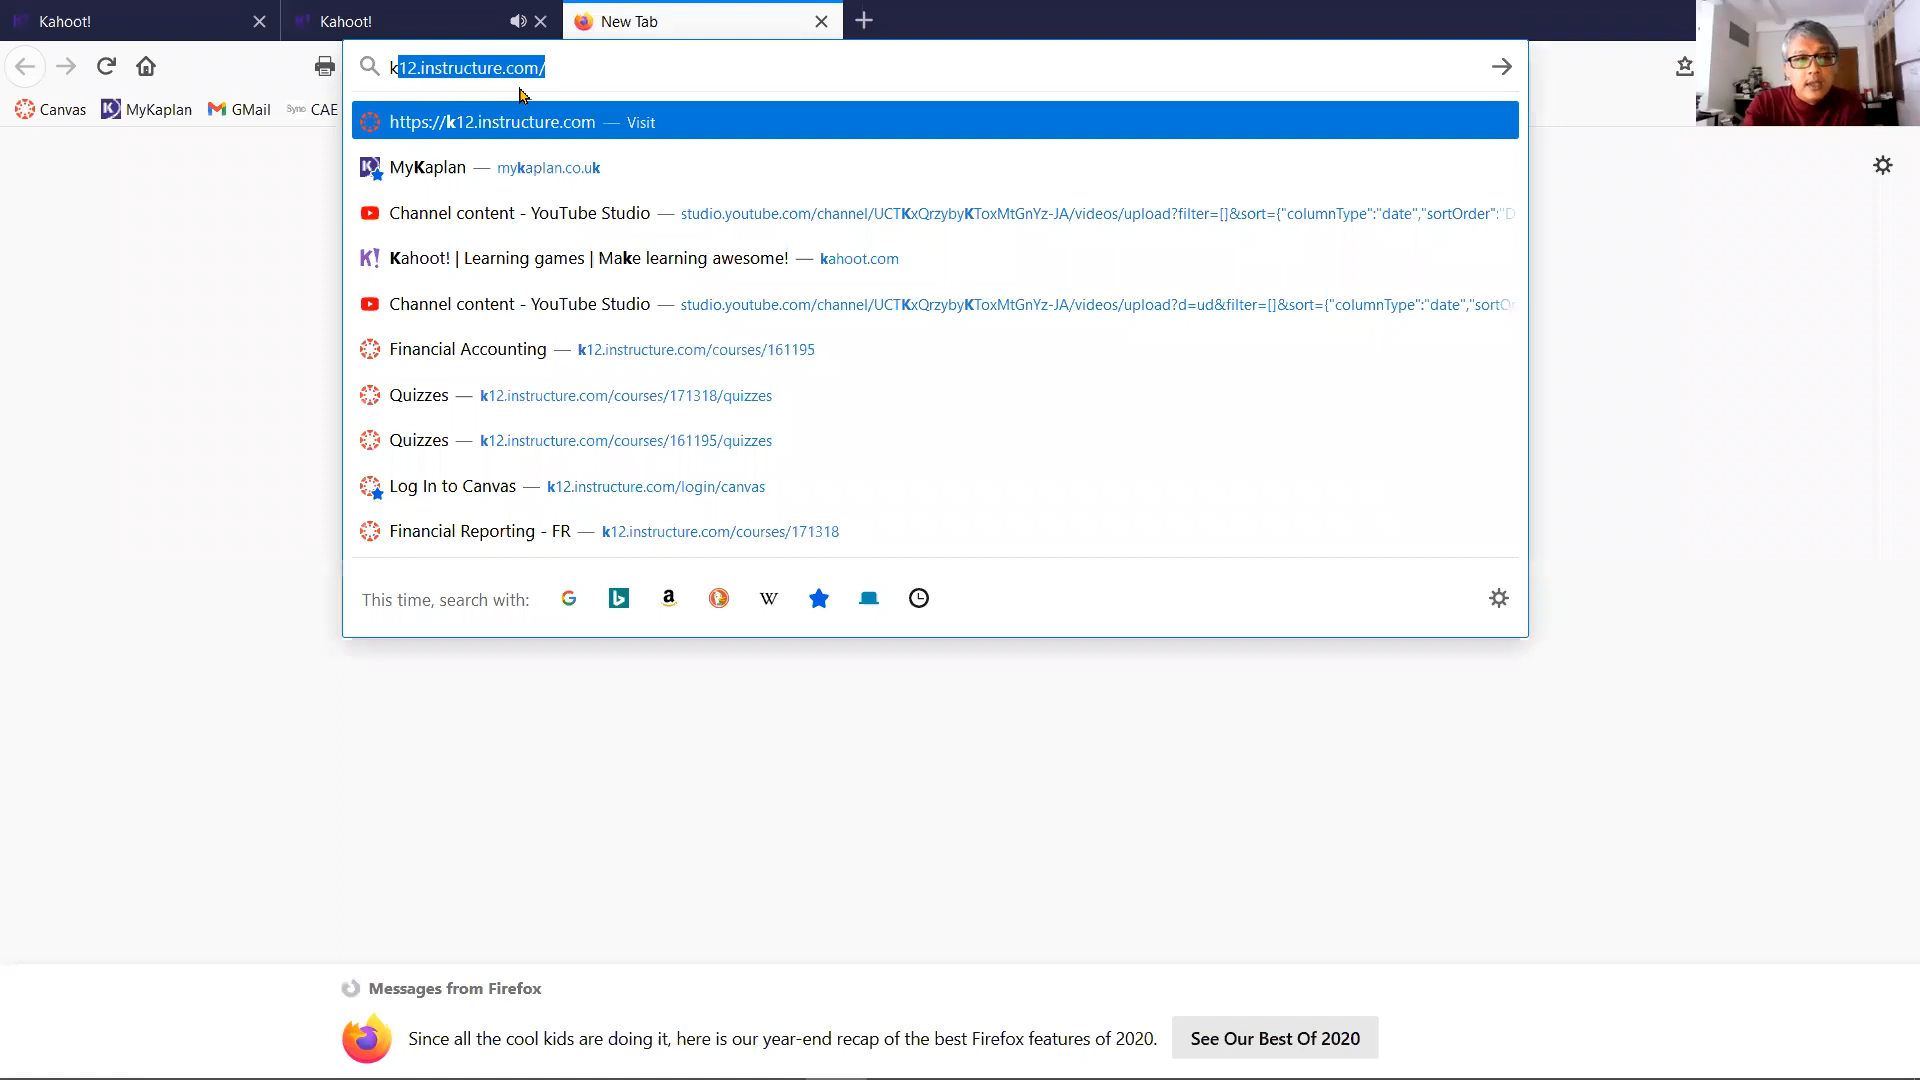 Kahoot!
Kahoot!
New Tab
k12.instructure.com/
Canvas
MyKaplan
GMail
Syno CAE
https://k12.instructure.com — Visit
MyKaplan — mykaplan.co.uk
Channel content - YouTube Studio — studio.youtube.com/channel/UCTKxQrzybyKToxMtGnYz-JA/videos/upload?filter=[]&sort={"columnType":"date","sortOrder":"D
Kahoot! | Learning games | Make learning awesome! — kahoot.com
Channel content - YouTube Studio — studio.youtube.com/channel/UCTKxQrzybyKToxMtGnYz-JA/videos/upload?d=ud&filter=[]&sort={"columnType":"date","sortOr
Financial Accounting — k12.instructure.com/courses/161195
Quizzes — k12.instructure.com/courses/171318/quizzes
Quizzes — k12.instructure.com/courses/161195/quizzes
Log In to Canvas — k12.instructure.com/login/canvas
Financial Reporting - FR — k12.instructure.com/courses/171318
This time, search with:
Messages from Firefox
Since all the cool kids are doing it, here is our year-end recap of the best Firefox features of 2020.
See Our Best Of 2020